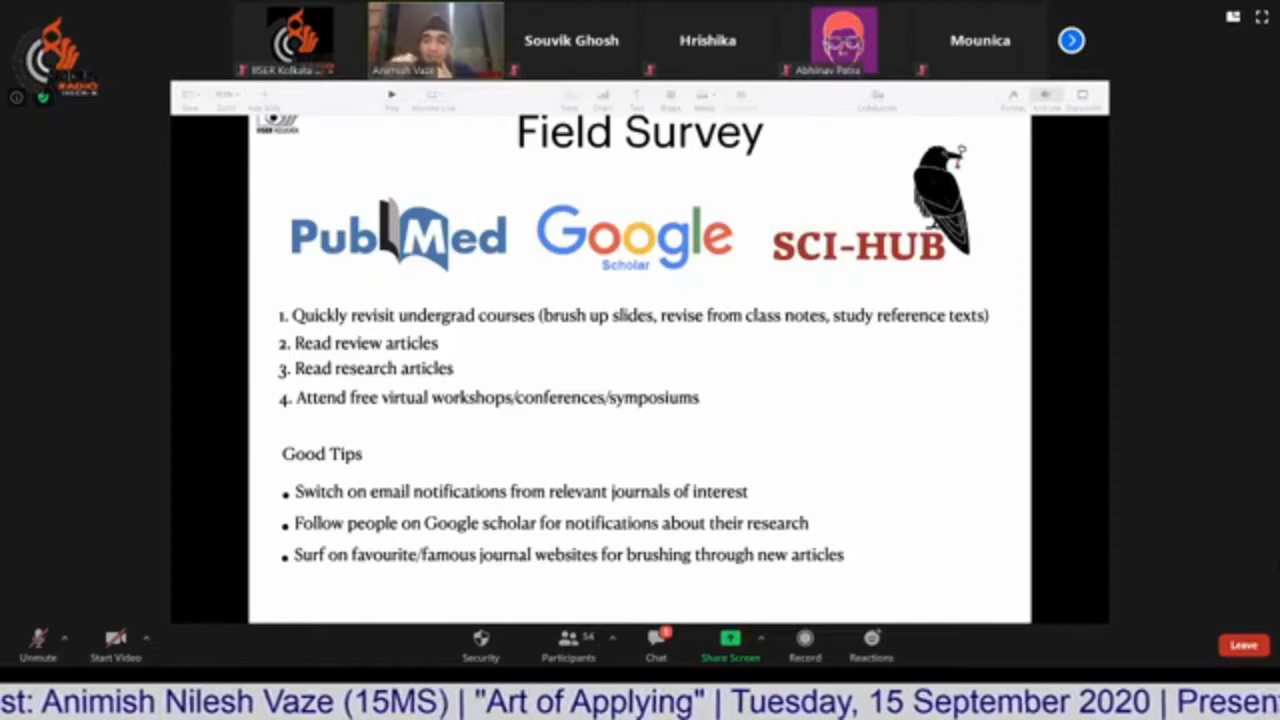 Souvik Ghosh
Hrishika
Mounica
IISER Kolkata
Animish Vaze
Abhinav Patra
RADIO
Field Survey
PubMed
Google
Scholar
SCI-HUB
1. Quickly revisit undergrad courses (brush up slides, revise from class notes, study reference texts)
2. Read review articles
3. Read research articles
4. Attend free virtual workshops/conferences/symposiums
Good Tips
• Switch on email notifications from relevant journals of interest
• Follow people on Google scholar for notifications about their research
• Surf on favourite/famous journal websites for brushing through new articles
Unmute
Start Video
Security
54
Participants
Chat
Share Screen
Record
Reactions
Leave
st: Animish Nilesh Vaze (15MS) | "Art of Applying" | Tuesday, 15 September 2020 | Presen